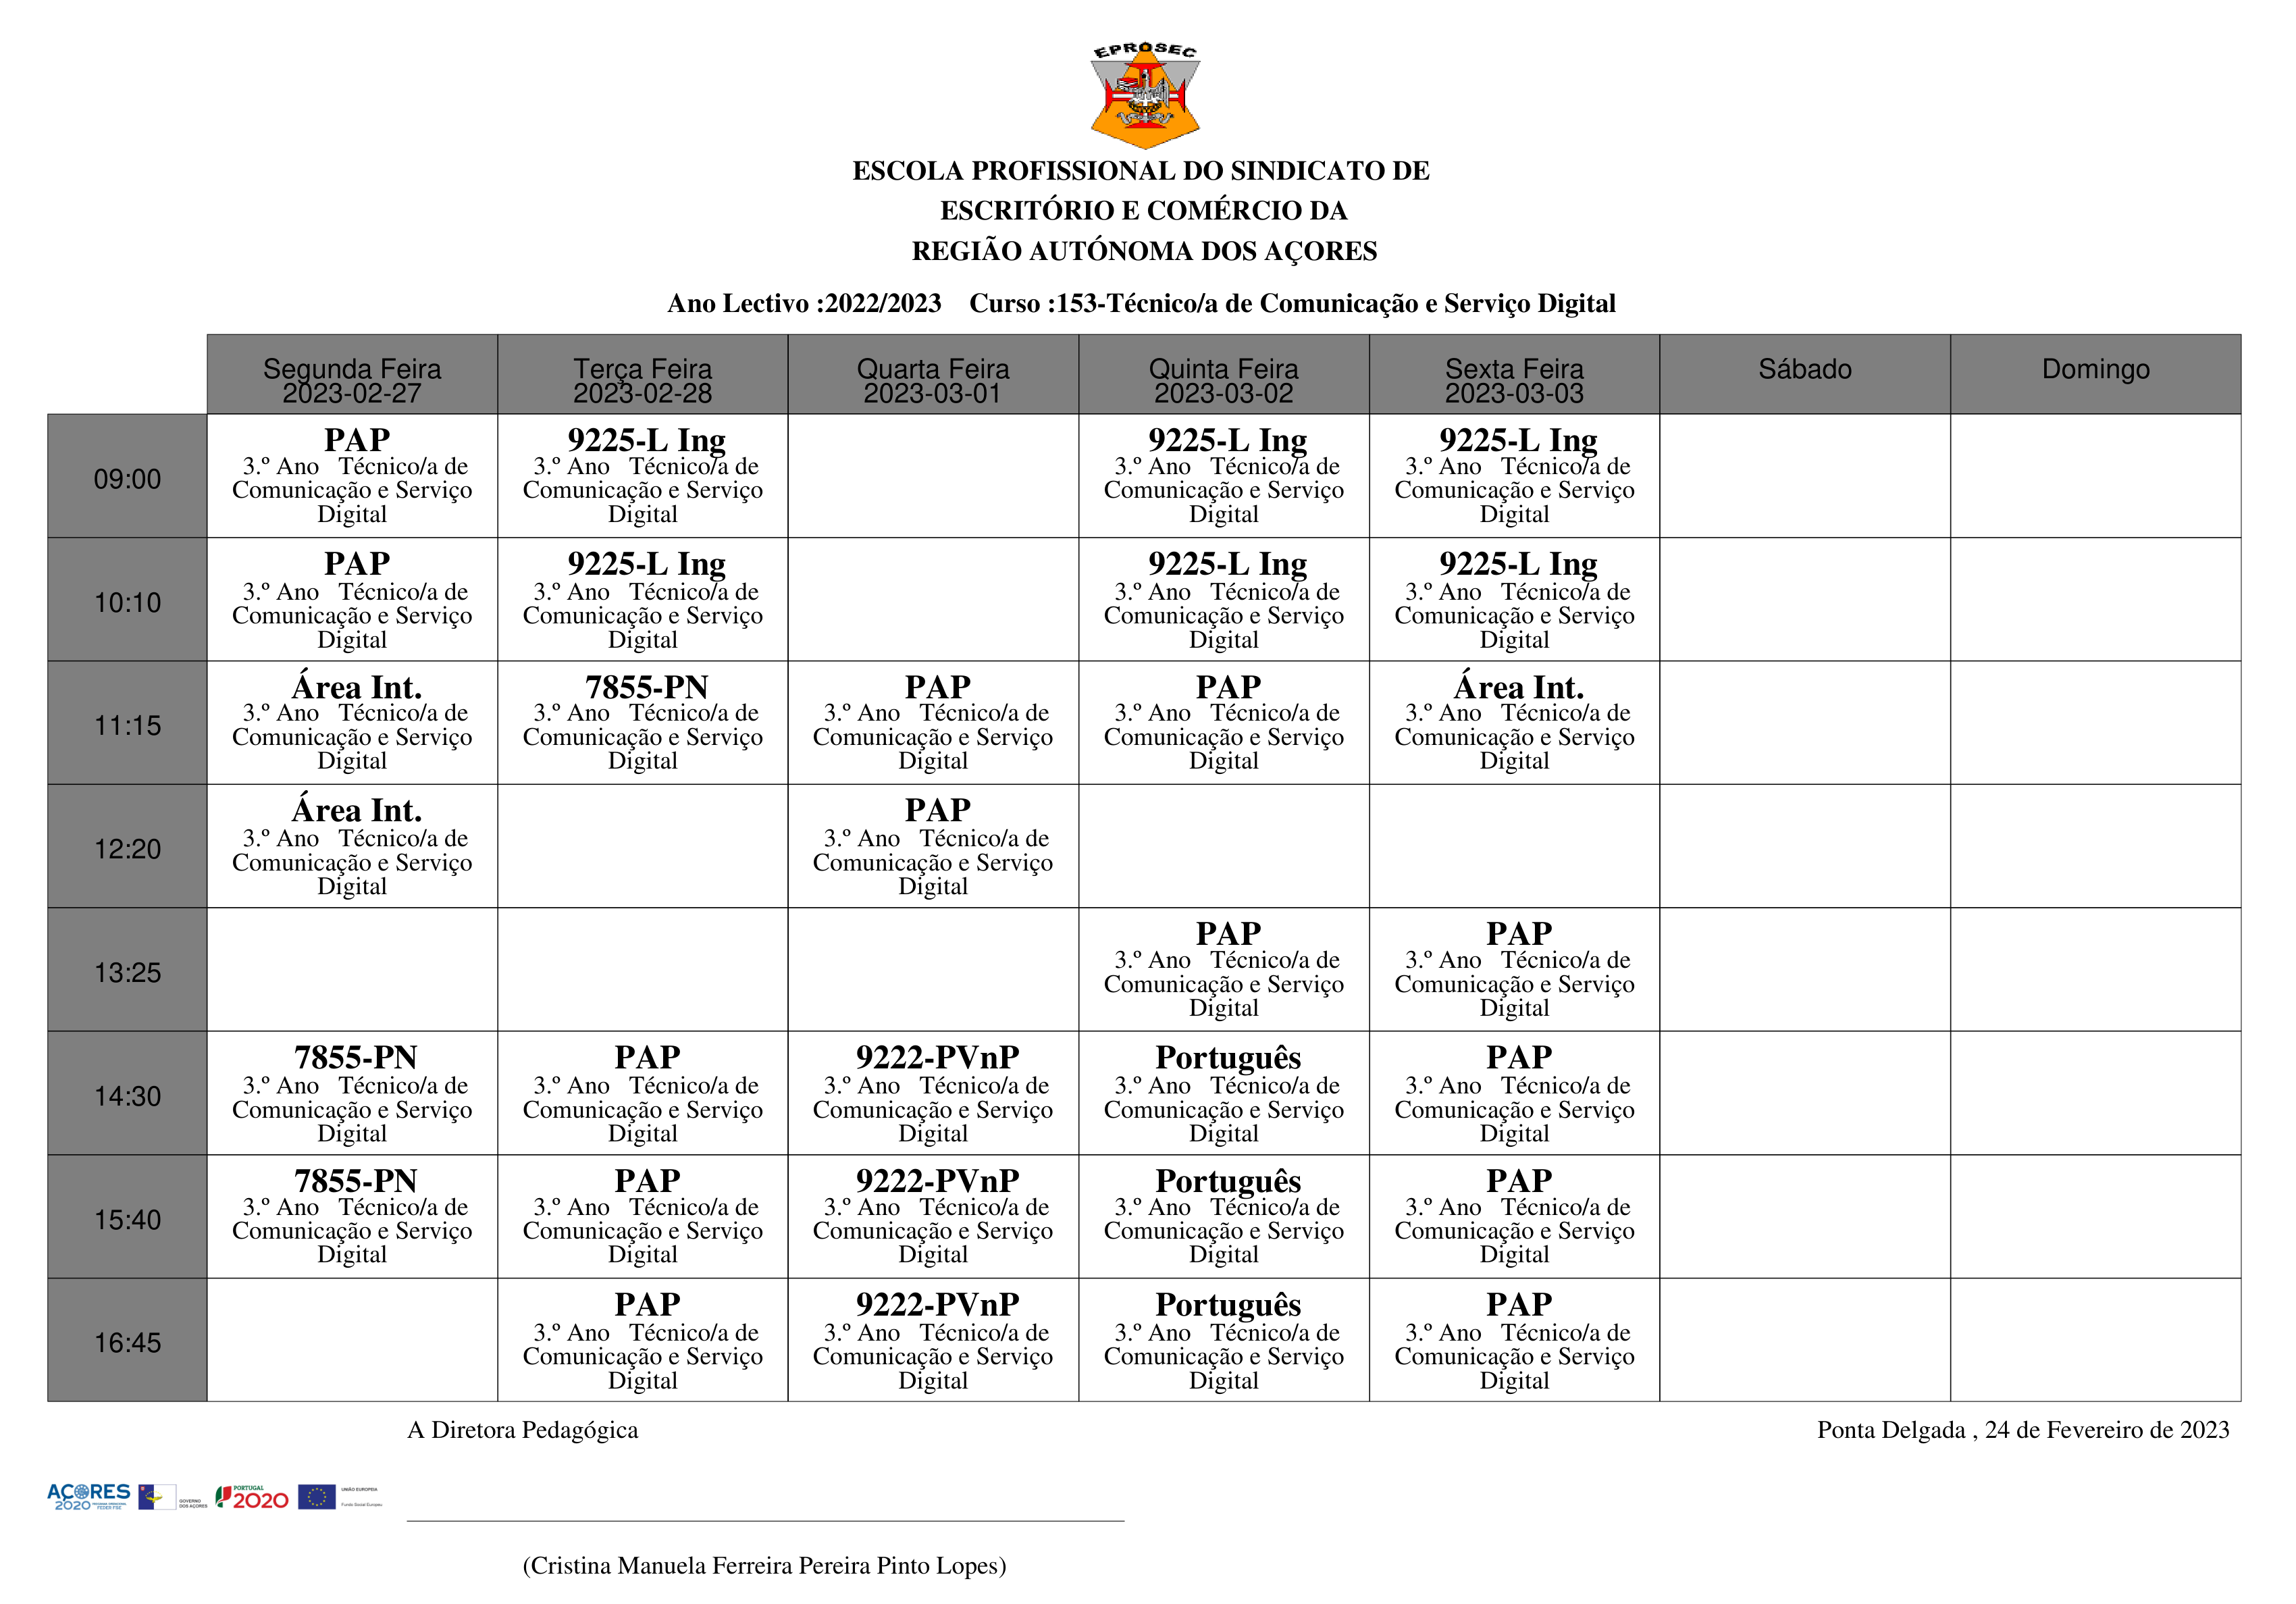 EPROSEC
ESCOLA PROFISSIONAL DO SINDICATO DE
ESCRITÓRIO E COMÉRCIO DA
REGIÃO AUTÓNOMA DOS AÇORES
Ano Lectivo :2022/2023 Curso :153-Técnico/a de Comunicação e Serviço Digital
Segunda Feira Terça Feira Quarta Feira Quinta Feira Sexta Feira Sábado Domingo
2023-02-27 2023-02-28 2023-03-01 2023-03-02 2023-03-03
PAP 9225-L Ing 9225-L Ing 9225-L Ing
3.º Ano Técnico/a de 3.º Ano Técnico/a de 3.º Ano Técnico/a de 3.º Ano Técnico/a de
09:00 Comunicação e Serviço Comunicação e Serviço Comunicação e Serviço Comunicação e Serviço
Digital Digital Digital Digital
PAP 9225-L Ing 9225-L Ing 9225-L Ing
3.º Ano Técnico/a de 3.º Ano Técnico/a de 3.º Ano Técnico/a de 3.º Ano Técnico/a de
10:10 Comunicação e Serviço Comunicação e Serviço Comunicação e Serviço Comunicação e Serviço
Digital Digital Digital Digital
Área Int. 7855-PN PAP PAP Área Int.
3.º Ano Técnico/a de 3.º Ano Técnico/a de 3.º Ano Técnico/a de 3.º Ano Técnico/a de 3.º Ano Técnico/a de
11:15 Comunicação e Serviço Comunicação e Serviço Comunicação e Serviço Comunicação e Serviço Comunicação e Serviço
Digital Digital Digital Digital Digital
Área Int. PAP
3.º Ano Técnico/a de 3.º Ano Técnico/a de
12:20 Comunicação e Serviço Comunicação e Serviço
Digital Digital
PAP PAP
3.º Ano Técnico/a de 3.º Ano Técnico/a de
13:25 Comunicação e Serviço Comunicação e Serviço
Digital Digital
7855-PN PAP 9222-PVnP Português PAP
3.º Ano Técnico/a de 3.º Ano Técnico/a de 3.º Ano Técnico/a de 3.º Ano Técnico/a de 3.º Ano Técnico/a de
14:30 Comunicação e Serviço Comunicação e Serviço Comunicação e Serviço Comunicação e Serviço Comunicação e Serviço
Digital Digital Digital Digital Digital
7855-PN PAP 9222-PVnP Português PAP
3.º Ano Técnico/a de 3.º Ano Técnico/a de 3.º Ano Técnico/a de 3.º Ano Técnico/a de 3.º Ano Técnico/a de
15:40 Comunicação e Serviço Comunicação e Serviço Comunicação e Serviço Comunicação e Serviço Comunicação e Serviço
Digital Digital Digital Digital Digital
PAP 9222-PVnP Português PAP
3.º Ano Técnico/a de 3.º Ano Técnico/a de 3.º Ano Técnico/a de 3.º Ano Técnico/a de
16:45 Comunicação e Serviço Comunicação e Serviço Comunicação e Serviço Comunicação e Serviço
Digital Digital Digital Digital
A Diretora Pedagógica Ponta Delgada , 24 de Fevereiro de 2023
AÇORES 2020 PROGRAMA OPERACIONAL FEDER FSE
GOVERNO DOS AÇORES
PORTUGAL 2020
UNIÃO EUROPEIA
Fundo Social Europeu
(Cristina Manuela Ferreira Pereira Pinto Lopes)